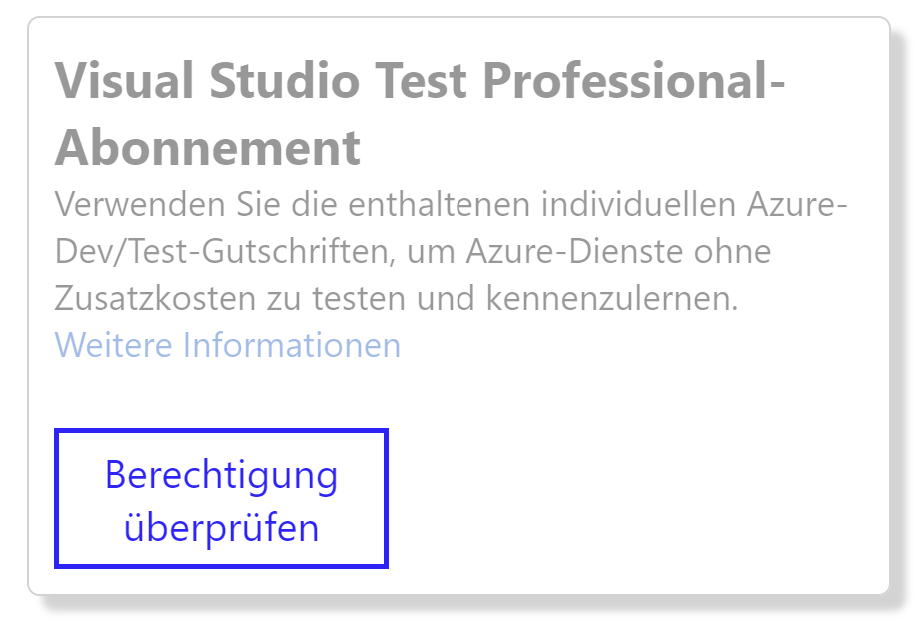 Visual Studio Test Professional-
Abonnement
Verwenden Sie die enthaltenen individuellen Azure-
Dev/Test-Gutschriften, um Azure-Dienste ohne
Zusatzkosten zu testen und kennenzulernen.
Weitere Informationen
Berechtigung
überprüfen